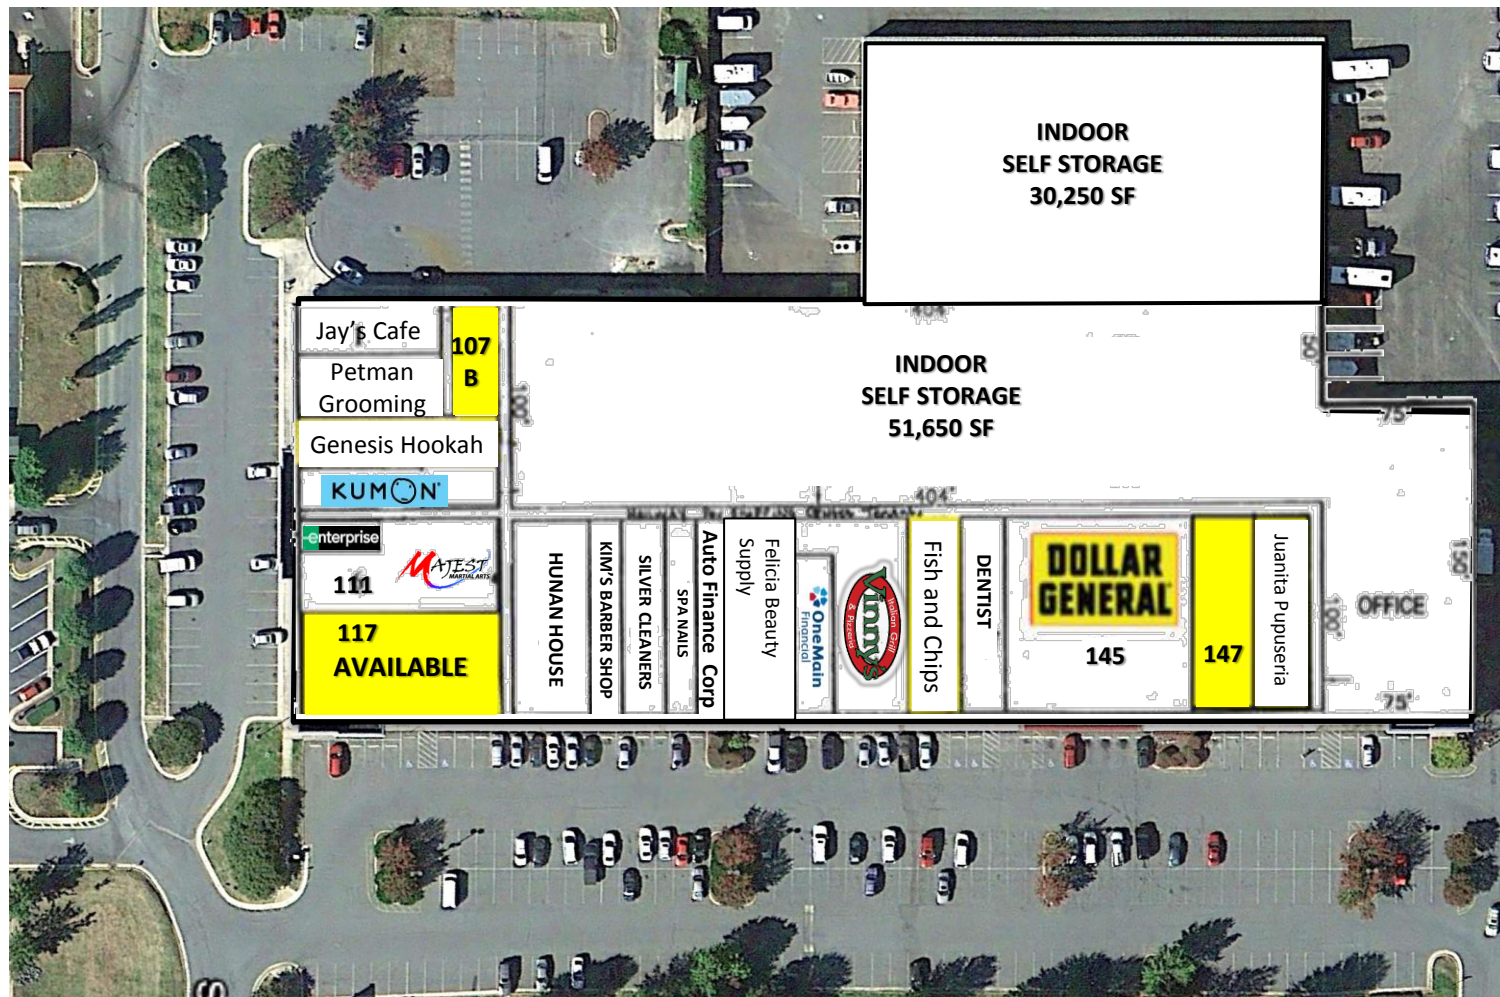 INDOOR
SELF STORAGE
30,250 SF
404'
Jay's Cafe
107
B
50'
Petman
Grooming
INDOOR
SELF STORAGE
51,650 SF
100'
75'
Genesis Hookah
KUMON
404'
enterprise
MAJEST
MARTIAL ARTS
111
117
AVAILABLE
HUNAN HOUSE
KIM'S BARBER SHOP
SILVER CLEANERS
SPA NAILS
Auto Finance Corp
Felicia Beauty
Supply
OneMain
Financial
Vinny's
Italian Grill
& Pizzeria
Fish and Chips
DENTIST
DOLLAR
GENERAL
145
147
Juanita Pupuseria
100'
OFFICE
150'
75'
S